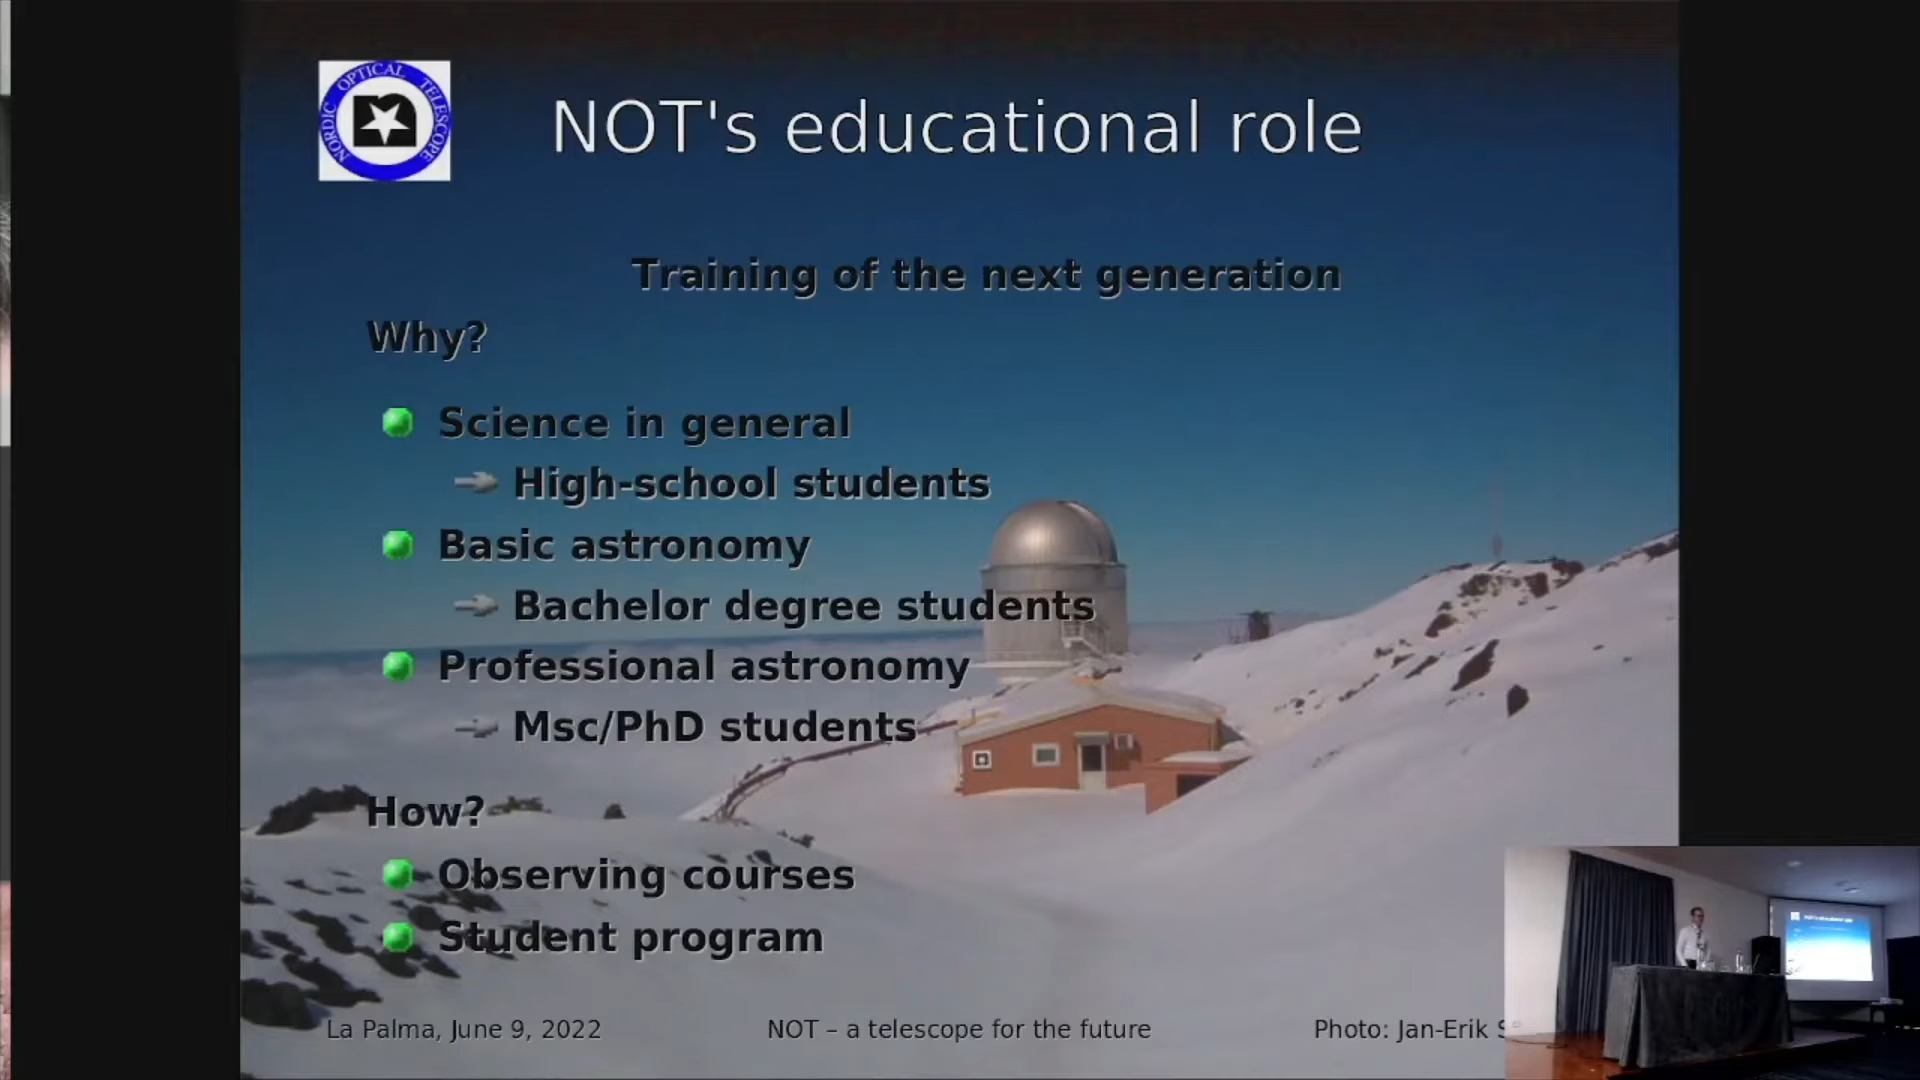 NORDIC OPTICAL TELESCOPE
NOT's educational role
Training of the next generation
Why?
Science in general
High-school students
Basic astronomy
Bachelor degree students
Professional astronomy
Msc/PhD students
How?
Observing courses
Student program
La Palma, June 9, 2022
NOT – a telescope for the future
Photo: Jan-Erik